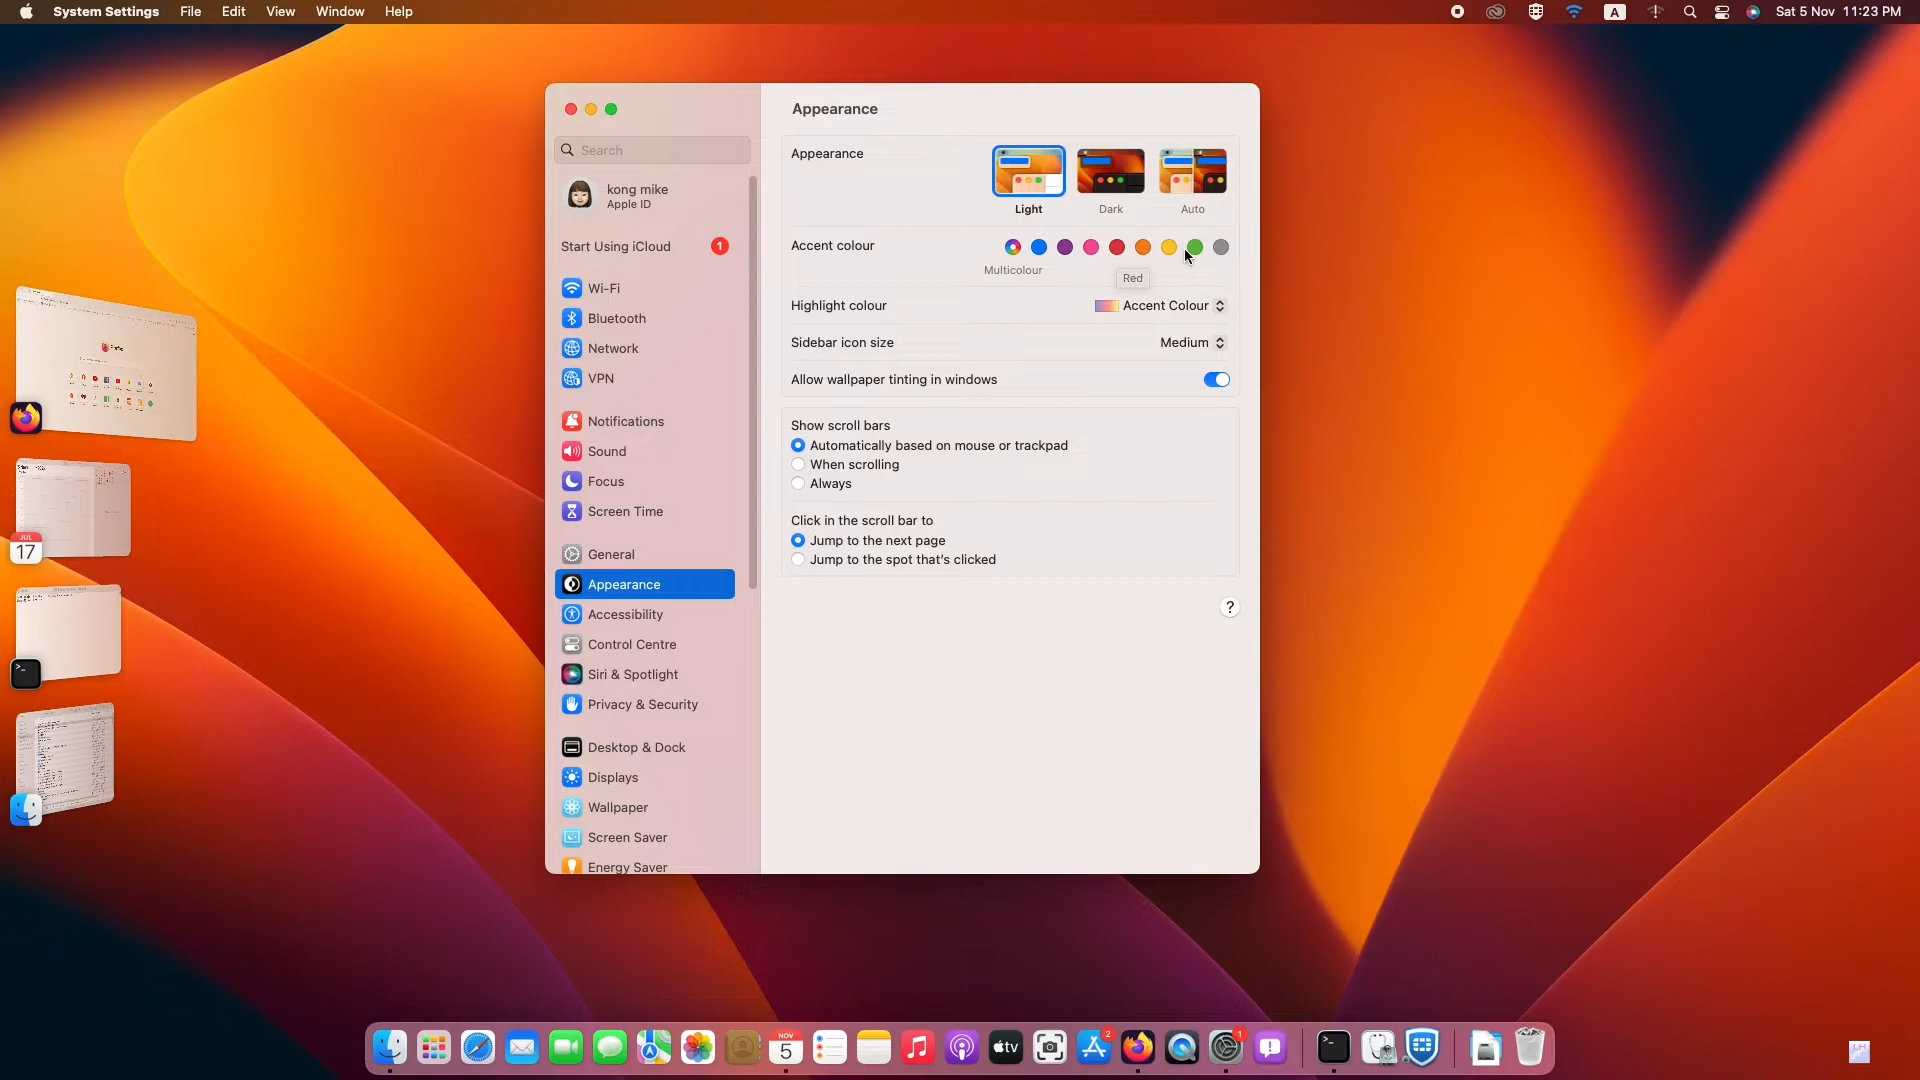 System Settings File Edit View Window Help
A
Sat 5 Nov 11:23 PM
Appearance
Search
kong mike
Apple ID
Start Using iCloud 1
Wi-Fi
Bluetooth
Network
VPN
Notifications
Sound
Focus
Screen Time
General
Appearance
Accessibility
Control Centre
Siri & Spotlight
Privacy & Security
Desktop & Dock
Displays
Wallpaper
Screen Saver
Energy Saver
Appearance
Light Dark Auto
Accent colour
Multicolour
Red
Highlight colour Accent Colour
Sidebar icon size Medium
Allow wallpaper tinting in windows
Show scroll bars
Automatically based on mouse or trackpad
When scrolling
Always
Click in the scroll bar to
Jump to the next page
Jump to the spot that's clicked
?
JUL
17
>_
NOV
5
tv
2
1
>_
LH